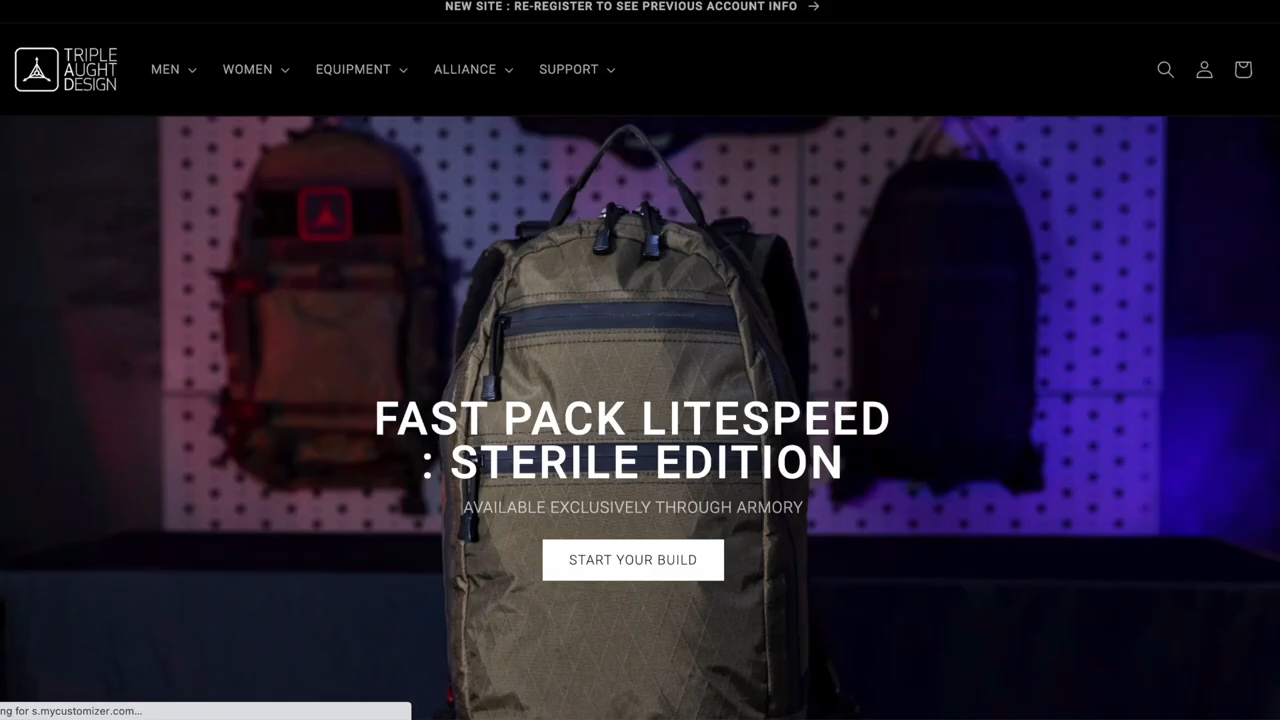 NEW SITE : RE-REGISTER TO SEE PREVIOUS ACCOUNT INFO
TRIPLE
AUGHT
DESIGN
MEN
WOMEN
EQUIPMENT
ALLIANCE
SUPPORT
FAST PACK LITESPEED
: STERILE EDITION
AVAILABLE EXCLUSIVELY THROUGH ARMORY
START YOUR BUILD
ng for s.mycustomizer.com...